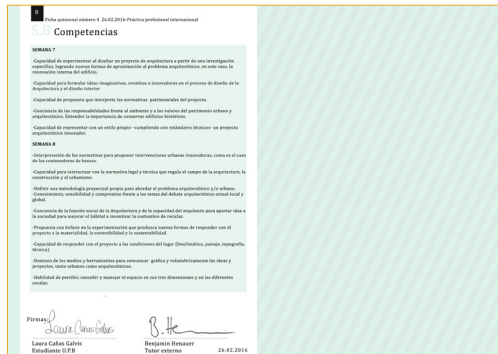 8
Ficha quincenal número 4 26.02.2016-Práctica profesional internacional
5.B Competencias
SEMANA 7
-Capacidad de experimentar al diseñar un proyecto de arquitectura a partir de una investigación
específica, logrando nuevas formas de aproximación al problema arquitectónico, en este caso, la
renovación interna del edificio.
-Capacidad para formular ideas imaginativas, creativas e innovadoras en el proceso de diseño de la
Arquitectura y el diseño interior
-Capacidad de propuesta que interprete las normativas patrimoniales del proyecto.
-Conciencia de las responsabilidades frente al ambiente y a los valores del patrimonio urbano y
arquitectónico. Entender la importancia de conservar edificios históricos.
-Capacidad de representar con un estilo propio -cumpliendo con estándares técnicos- un proyecto
arquitectónico innovador.
SEMANA 8
-Interpretación de las normativas para proponer intervenciones urbanas innovadoras, como es el caso
de los contenedores de basura.
-Capacidad para interactuar con la normativa legal y técnica que regula el campo de la arquitectura, la
construcción y el urbanismo.
-Definir una metodología proyectual propia para abordar el problema arquitectónico y/o urbano.
-Conocimiento, sensibilidad y compromiso frente a los temas del debate arquitectónico actual-local y
global.
-Conciencia de la función social de la Arquitectura y de la capacidad del arquitecto para aportar ideas a
la sociedad para mejorar el hábitat e incentivar la costumbre de reciclar.
-Propuesta con énfasis en la experimentación que produzca nuevas formas de responder con el
proyecto a la materialidad, la sostenibilidad y la sustentabilidad.
-Capacidad de responder con el proyecto a las condiciones del lugar (bioclimático, paisaje, topografía,
técnica).
-Dominio de los medios y herramientas para comunicar gráfica y volumétricamente las ideas y
proyectos, tanto urbanos como arquitectónicos.
-Habilidad de percibir, concebir y manejar el espacio en sus tres dimensiones y en las diferentes
escalas.
Firmas:
Laura Cañas Galvis
B. He
Laura Cañas Galvis
Estudiante U.P.B
Benjamin Henauer
Tutor externo 26.02.2016